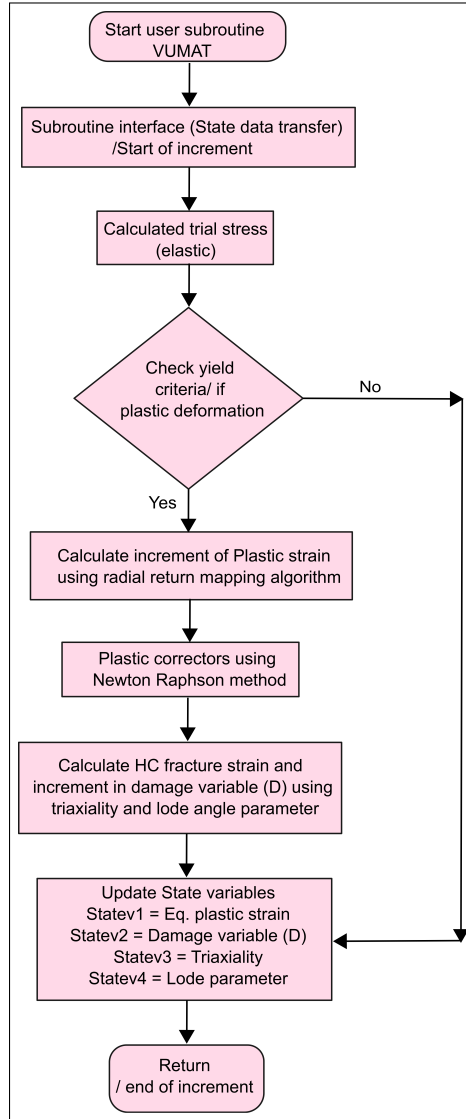 Start user subroutine
VUMAT
Subroutine interface (State data transfer)
/Start of increment
Calculated trial stress
(elastic)
Check yield
criteria/ if
plastic deformation
No
Yes
Calculate increment of Plastic strain
using radial return mapping algorithm
Plastic correctors using
Newton Raphson method
Calculate HC fracture strain and
increment in damage variable (D) using
triaxiality and lode angle parameter
Update State variables
Statev1 = Eq. plastic strain
Statev2 = Damage variable (D)
Statev3 = Triaxiality
Statev4 = Lode parameter
Return
/ end of increment